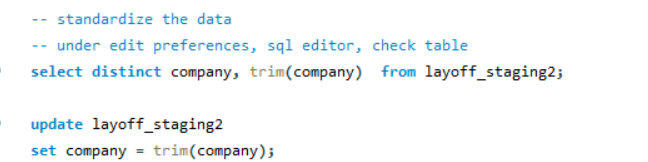 -- standardize the data
-- under edit preferences, sql editor, check table
select distinct company, trim(company)  from layoff_staging2;
update layoff_staging2
set company = trim(company);